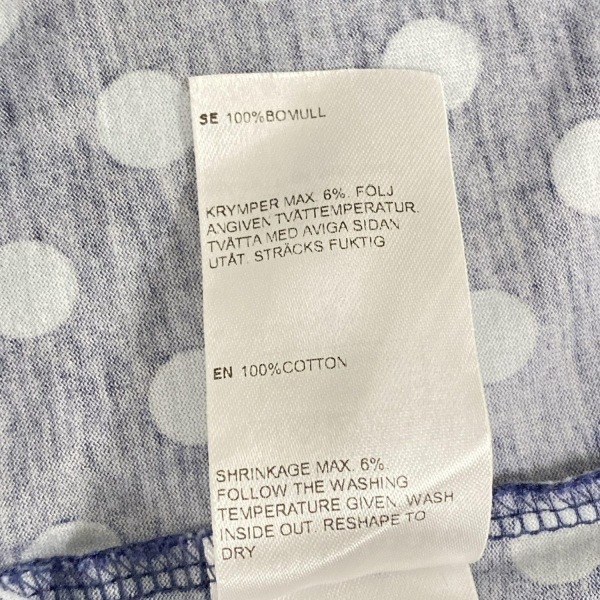 SE 100%BOMULL
KRYMPER MAX. 6%. FÖLJ
ANGIVEN TVÄTTEMPERATUR.
TVÄTTA MED AVIGA SIDAN
UTÅT. STRÄCKS FUKTIG
EN 100%COTTON
SHRINKAGE MAX. 6%.
FOLLOW THE WASHING
TEMPERATURE GIVEN. WASH
INSIDE OUT. RESHAPE TO
DRY